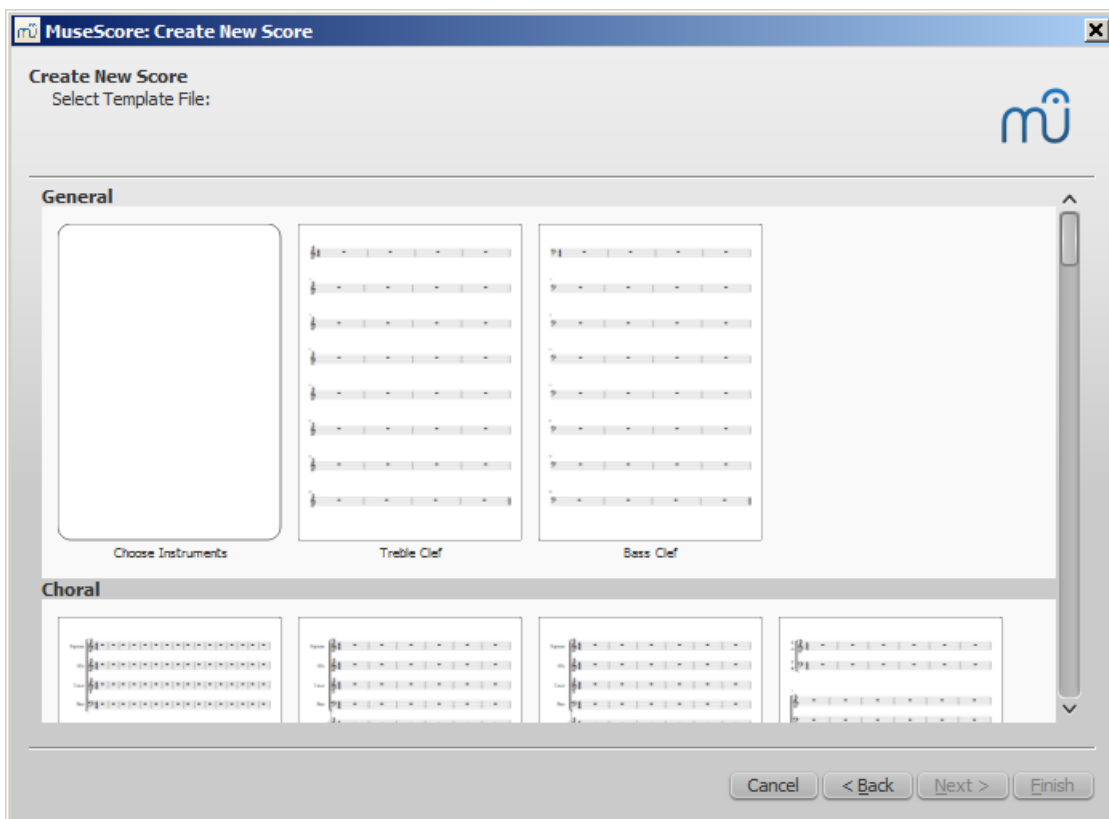 MuseScore: Create New Score
Create New Score
Select Template File:
General
Choose Instruments
Treble Clef
Bass Clef
Choral
Cancel
< Back
Next >
Finish